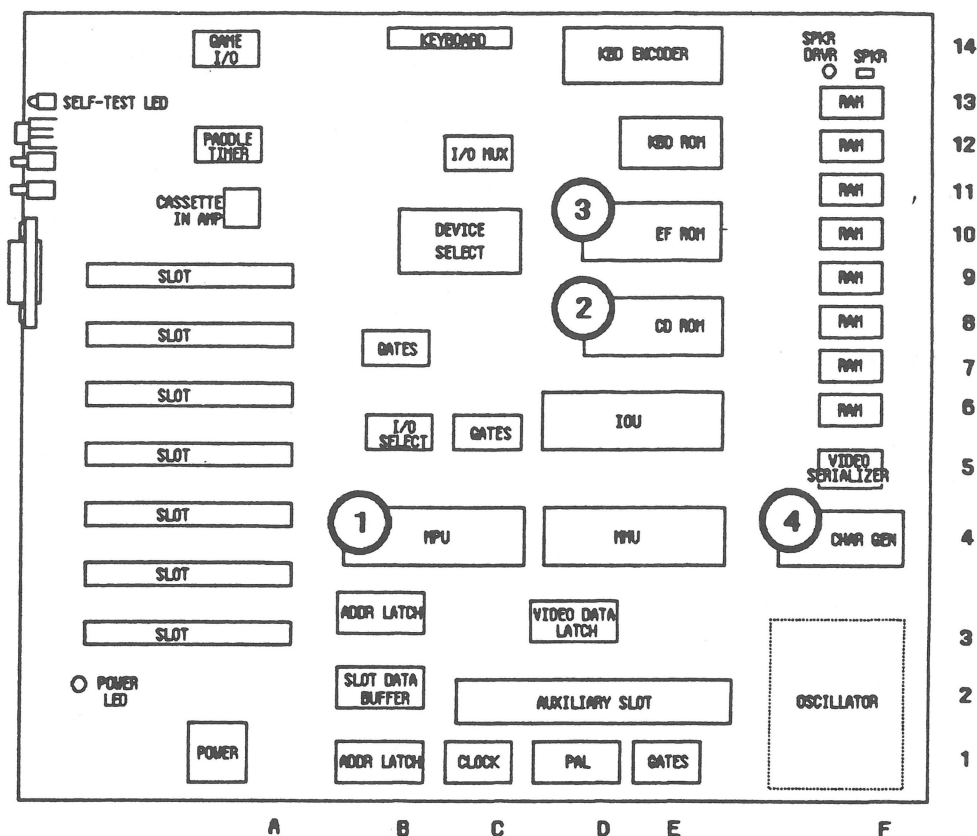 GAME
I/O
KEYBOARD
KBD ENCODER
SPKR
DRVR
SPKR
14
SELF-TEST LED
RAM
13
PADDLE
TIMER
I/O MUX
KBD ROM
RAM
12
CASSETTE
IN AMP
3
RAM
11
DEVICE
SELECT
EF ROM
RAM
10
SLOT
RAM
9
2
CD ROM
RAM
8
SLOT
GATES
RAM
7
SLOT
RAM
6
I/O
SELECT
GATES
IOU
SLOT
VIDEO
SERIALIZER
5
SLOT
1
MPU
MMU
4
CHAR GEN
4
SLOT
ADDR LATCH
VIDEO DATA
LATCH
SLOT
3
POWER
LED
SLOT DATA
BUFFER
AUXILIARY SLOT
OSCILLATOR
2
POWER
ADDR LATCH
CLOCK
PAL
GATES
1
A
B
C
D
E
F